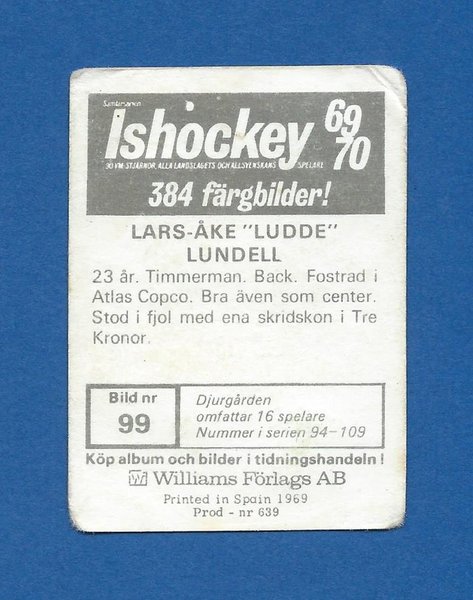 Samlarserien
Ishockey 69
70
90 VM-STJÄRNOR, ALLA LANDSLAGETS OCH ALLSVENSKANS SPELARE
384 färgbilder!
LARS-ÅKE "LUDDE"
LUNDELL
23 år. Timmerman. Back. Fostrad i
Atlas Copco. Bra även som center.
Stod i fjol med ena skridskon i Tre
Kronor.
Bild nr
99
Djurgården
omfattar 16 spelare
Nummer i serien 94-109
Köp album och bilder i tidningshandeln!
Williams Förlags AB
Printed in Spain 1969
Prod - nr 639